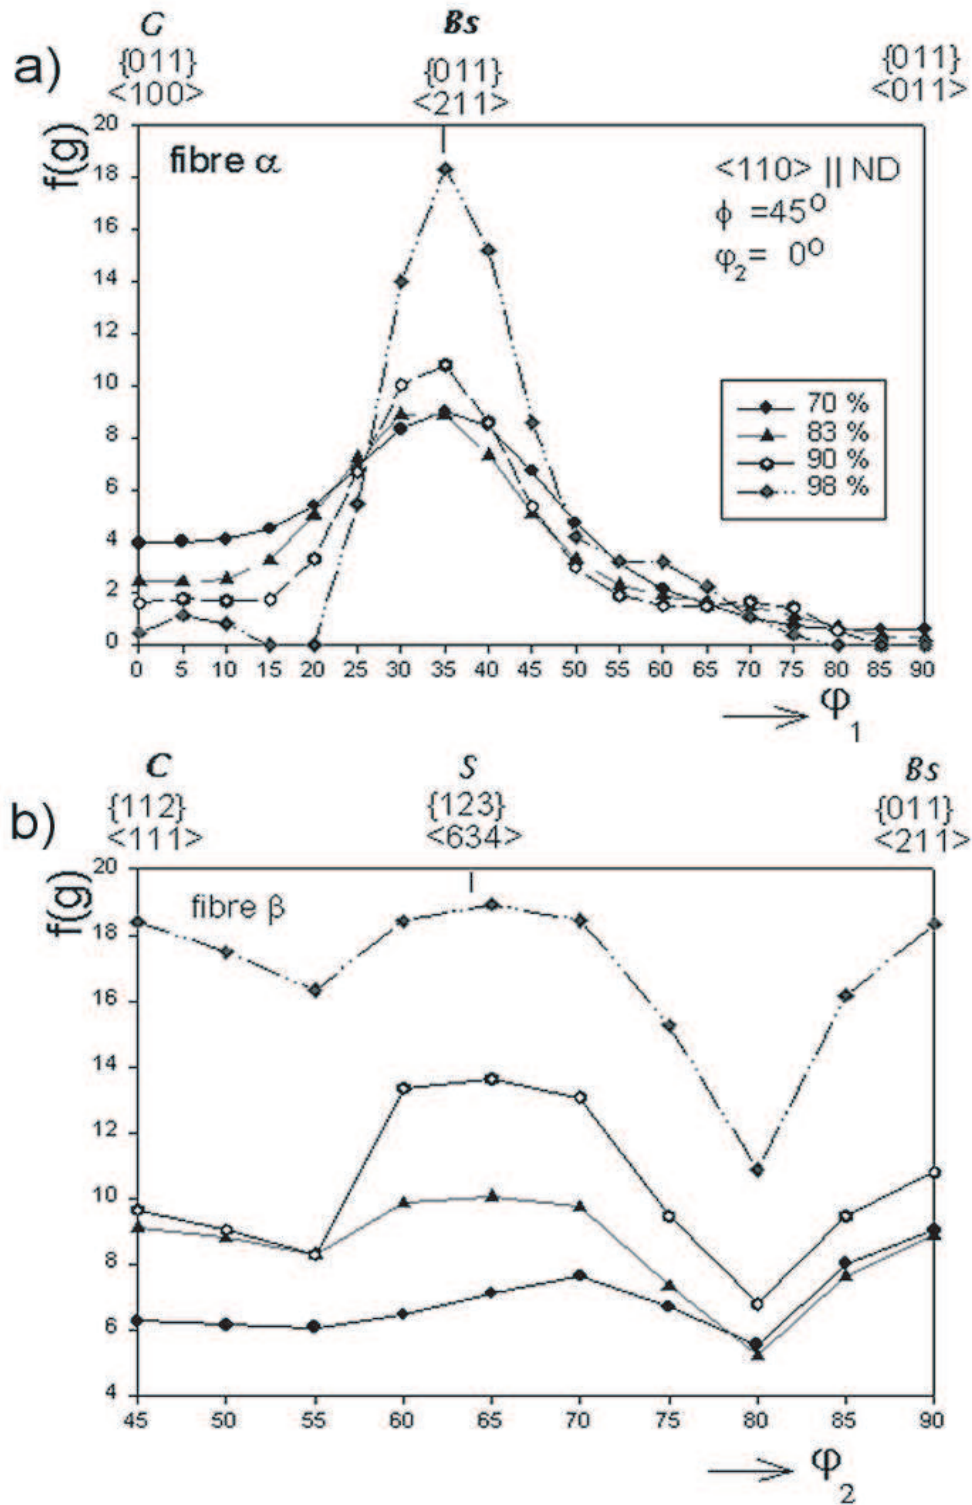 G
Bs
a)
{011}
<100>
{011}
<211>
{011}
<011>
f(g)
fibre α
<110> || ND
ϕ =45º
φ2= 0º
70 %
83 %
90 %
98 %
20
18
16
14
12
10
8
6
4
2
0
0 5 10 15 20 25 30 35 40 45 50 55 60 65 70 75 80 85 90
φ1
C
S
Bs
b)
{112}
<111>
{123}
<634>
{011}
<211>
f(g)
fibre β
20
18
16
14
12
10
8
6
4
45 50 55 60 65 70 75 80 85 90
φ2